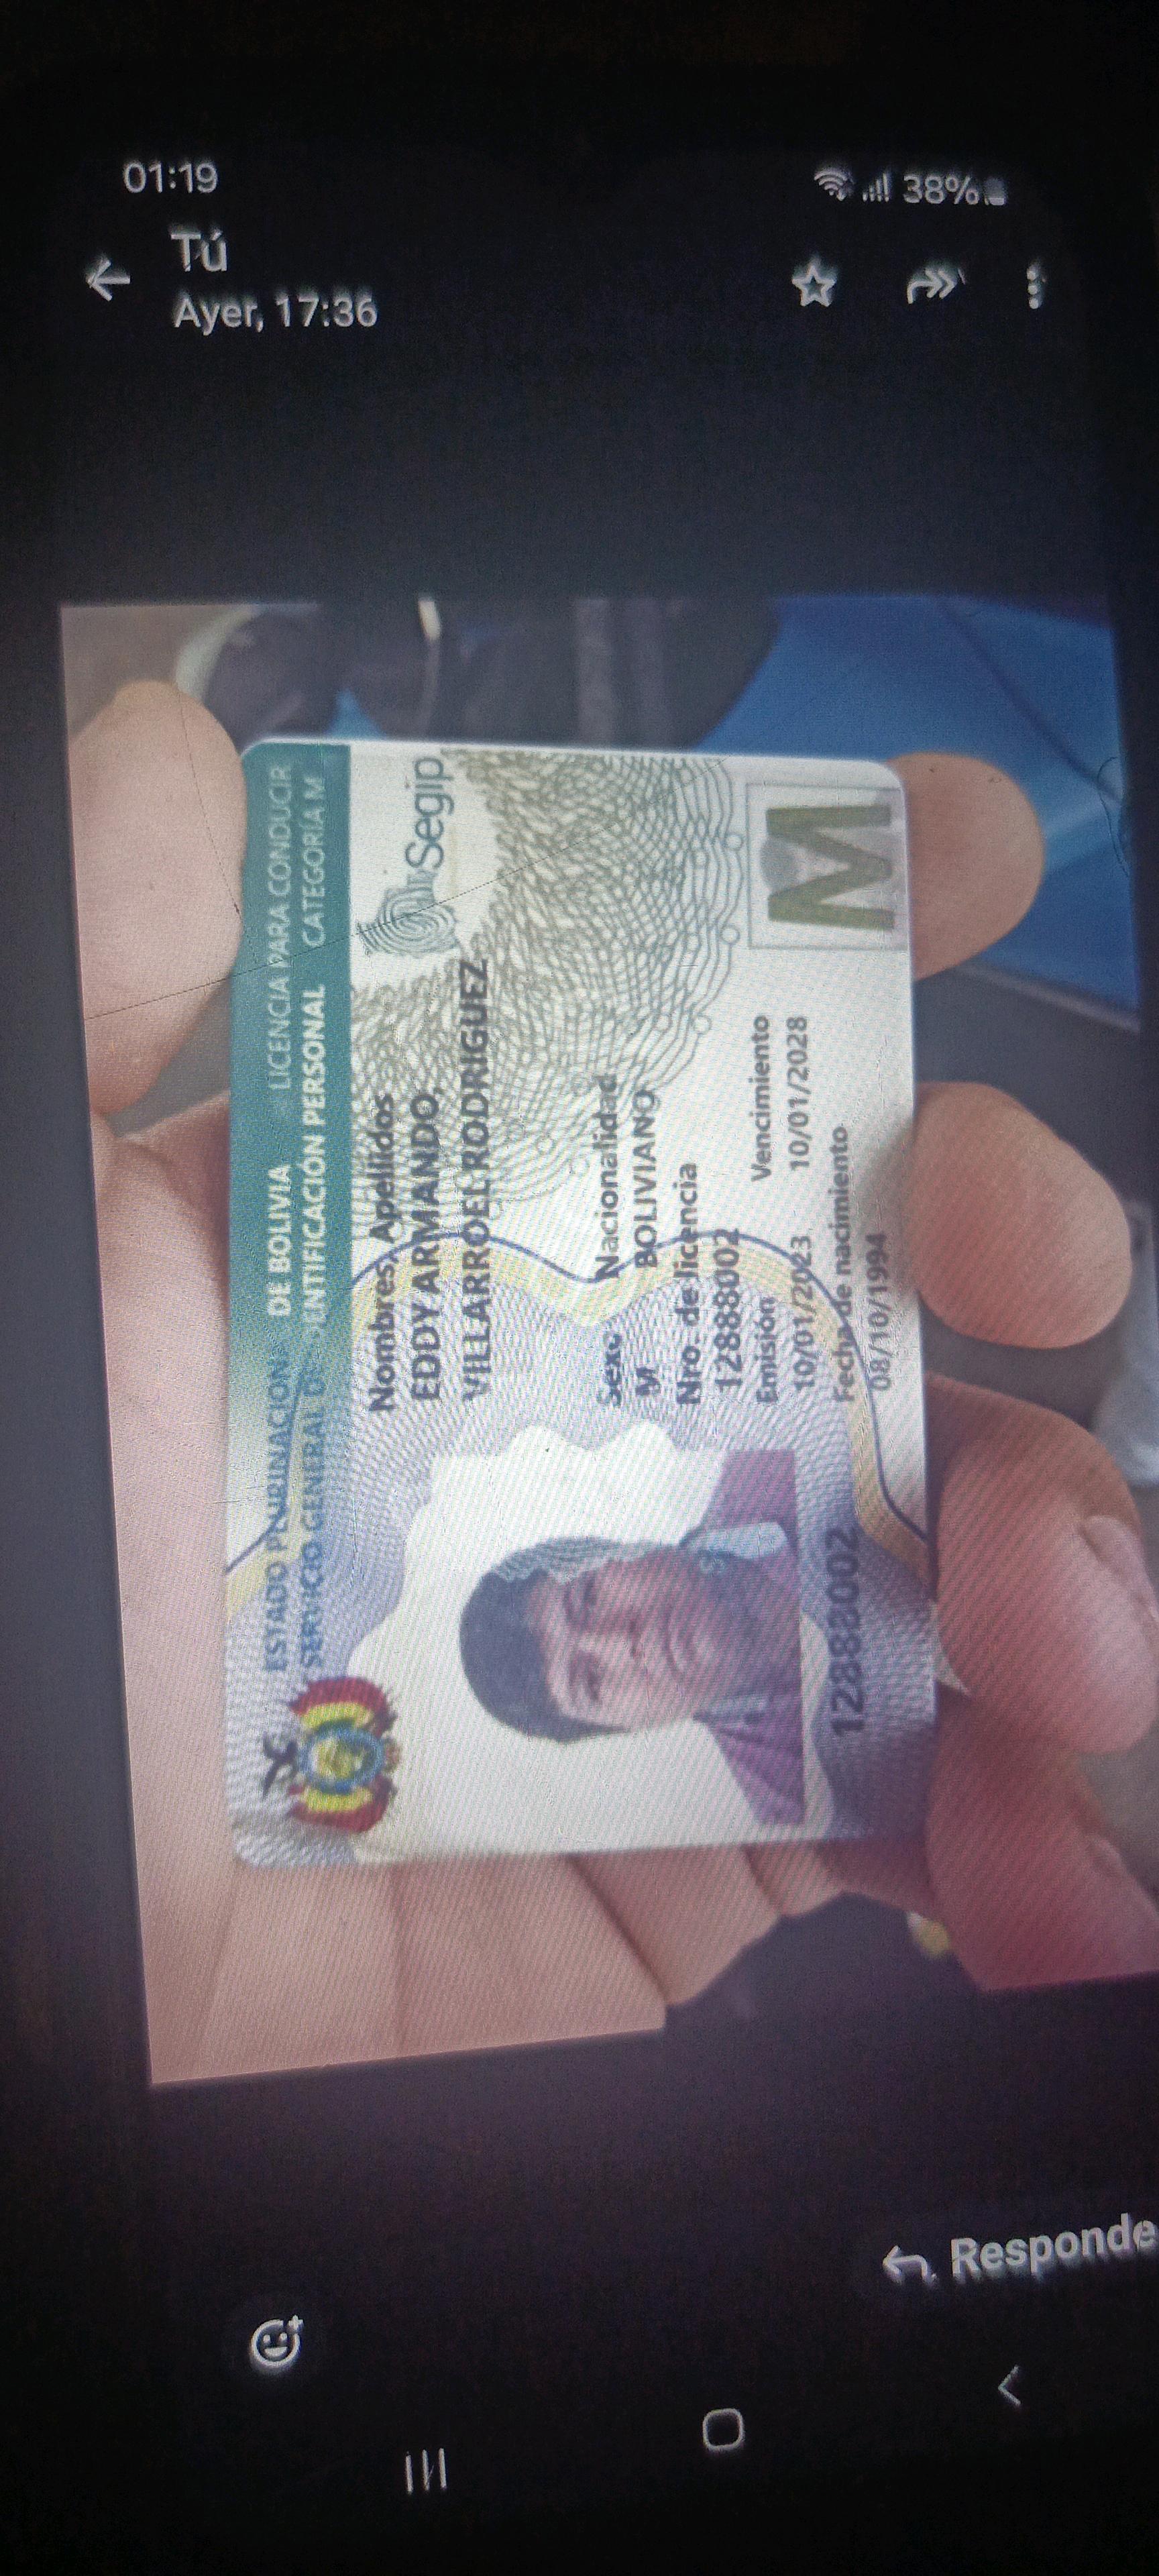 01:19
38%
Tú
Ayer, 17:36
ESTADO PLURINACIONAL DE BOLIVIA LICENCIA PARA CONDUCIR
SERVICIO GENERAL DE IDENTIFICACIÓN PERSONAL CATEGORIA M
Segip
Nombres, Apellidos
EDDY ARMANDO,
VILLARROEL RODRIGUEZ
Sexo Nacionalidad
M BOLIVIANO
Nro. de licencia
12888002
Emisión Vencimiento
10/01/2023 10/01/2028
Fecha de nacimiento
08/10/1994
M
12888002
Responde